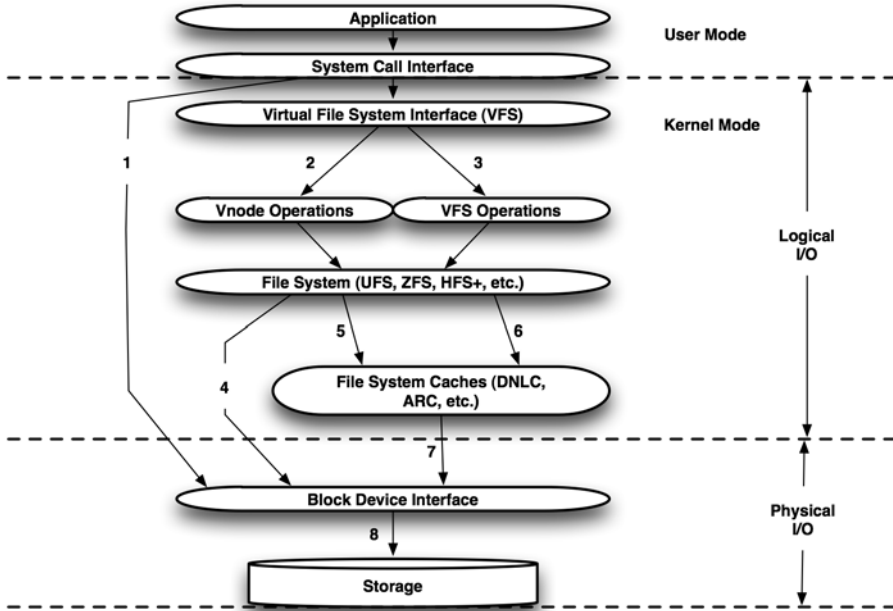 Application
User Mode
System Call Interface
Virtual File System Interface (VFS)
Kernel Mode
1
2
3
Vnode Operations
VFS Operations
Logical
I/O
File System (UFS, ZFS, HFS+, etc.)
5
6
4
File System Caches (DNLC,
ARC, etc.)
7
Block Device Interface
Physical
I/O
8
Storage